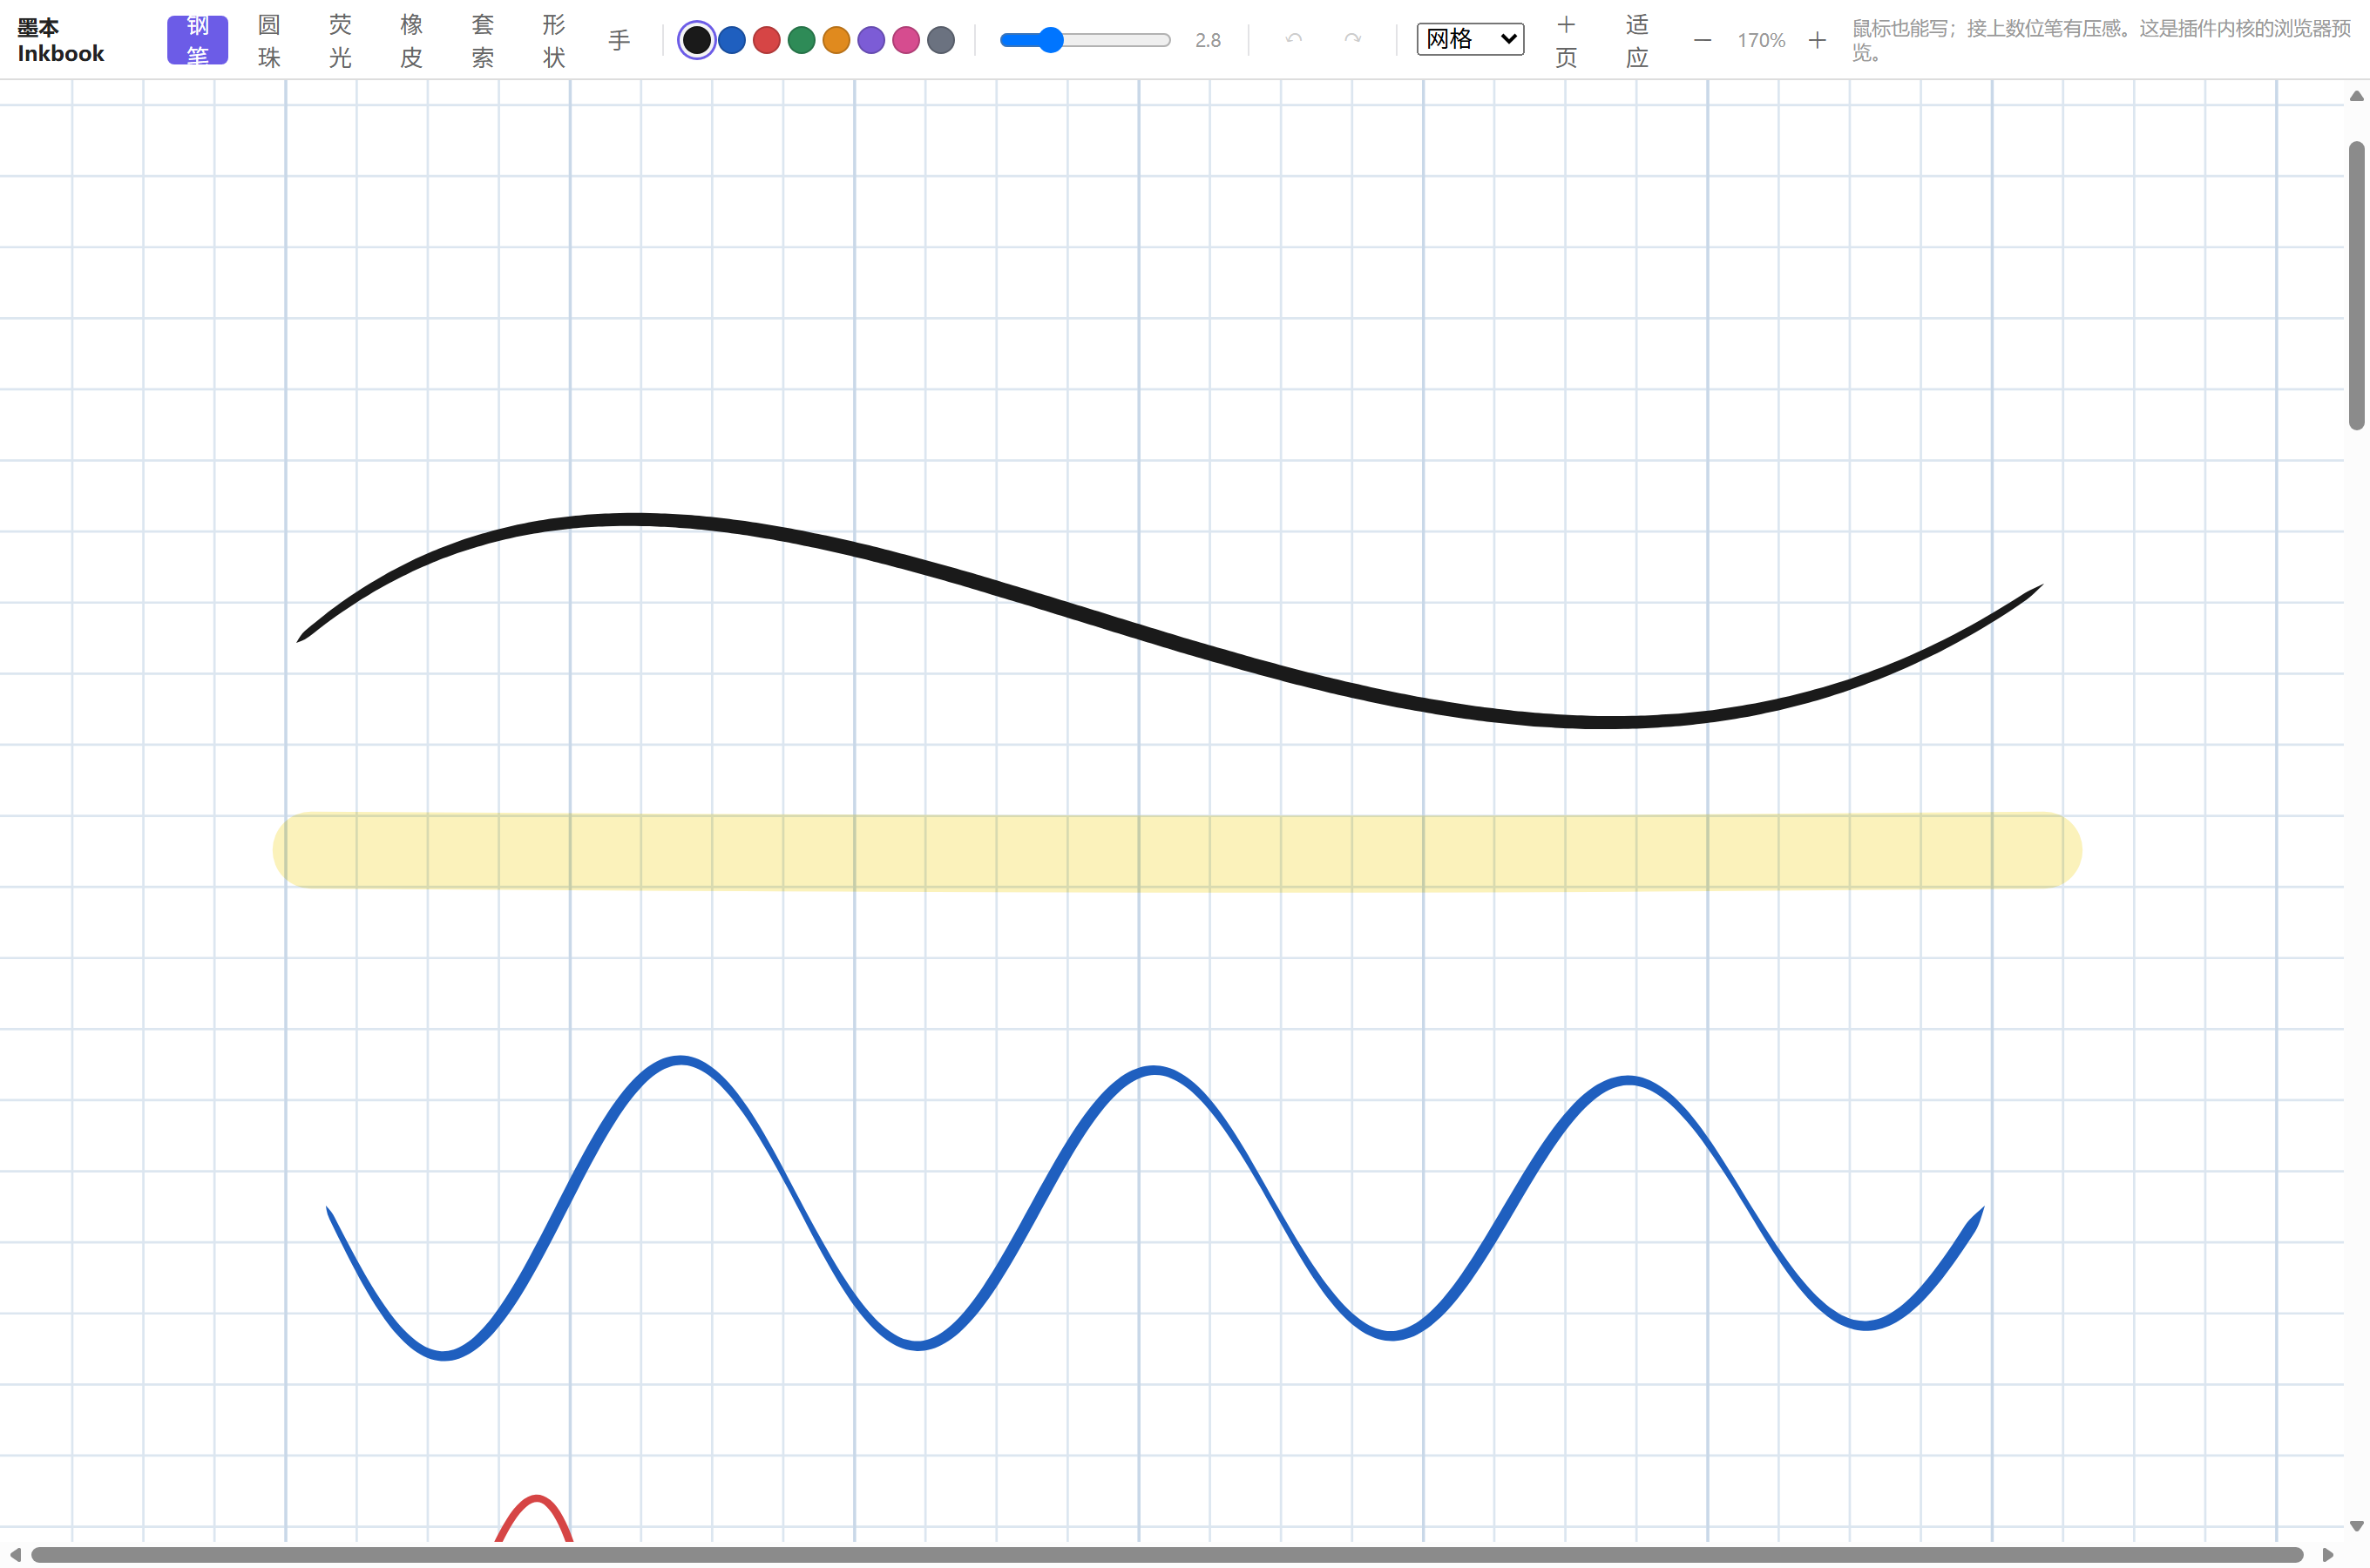 墨本
Inkbook
钢笔
圆珠
荧光
橡皮
套索
形状
手
2.8
网格
＋页
适应
170%
鼠标也能写；接上数位笔有压感。这是插件内核的浏览器预
览。